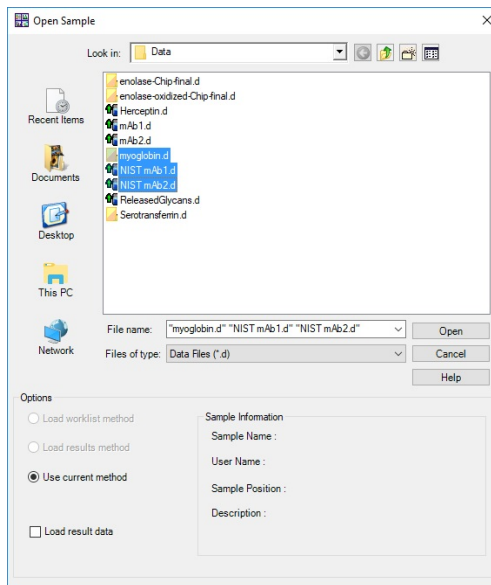 Open Sample
Look in:
Data
enolase-Chip-final.d
enolase-oxidized-Chip-final.d
Herceptin.d
mAb1.d
mAb2.d
myoglobin.d
NIST mAb1.d
NIST mAb2.d
ReleasedGlycans.d
Serotransferrin.d
Recent Items
Documents
Desktop
This PC
Network
File name:
"myoglobin.d" "NIST mAb1.d" "NIST mAb2.d"
Open
Files of type:
Data Files (*.d)
Cancel
Help
Options
Load worklist method
Load results method
Use current method
Load result data
Sample Information
Sample Name :
User Name :
Sample Position :
Description :